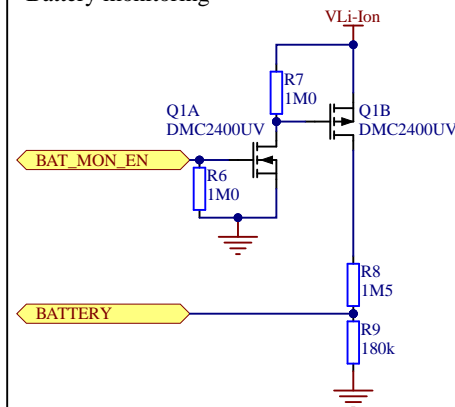 Battery monitoring
VLi-Ion
R7
1M0
Q1A
DMC2400UV
Q1B
DMC2400UV
BAT_MON_EN
R6
1M0
R8
1M5
BATTERY
R9
180k